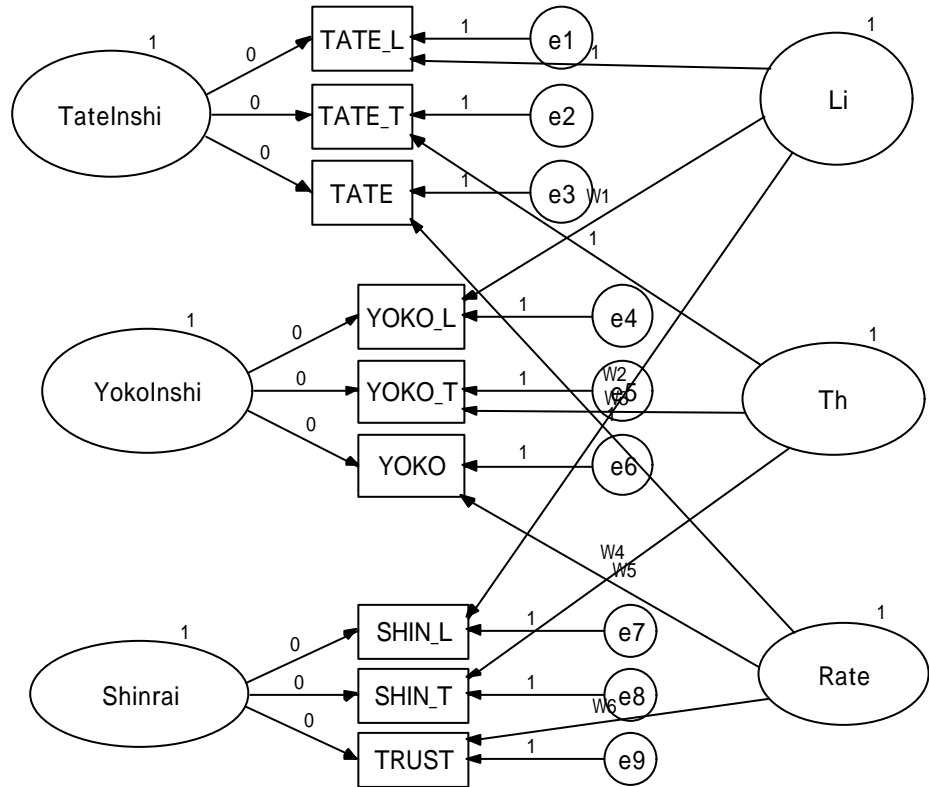 1
TateInshi
0
0
0
TATE_L
TATE_T
TATE
1
1
1
e1
e2
e3
1
Li
1
W1
1
1
YokoInshi
0
0
0
YOKO_L
YOKO_T
YOKO
1
1
1
e4
e5
e6
W2
W3
1
1
Th
W4
W5
1
Shinrai
0
0
0
SHIN_L
SHIN_T
TRUST
1
1
1
e7
e8
e9
W6
1
Rate